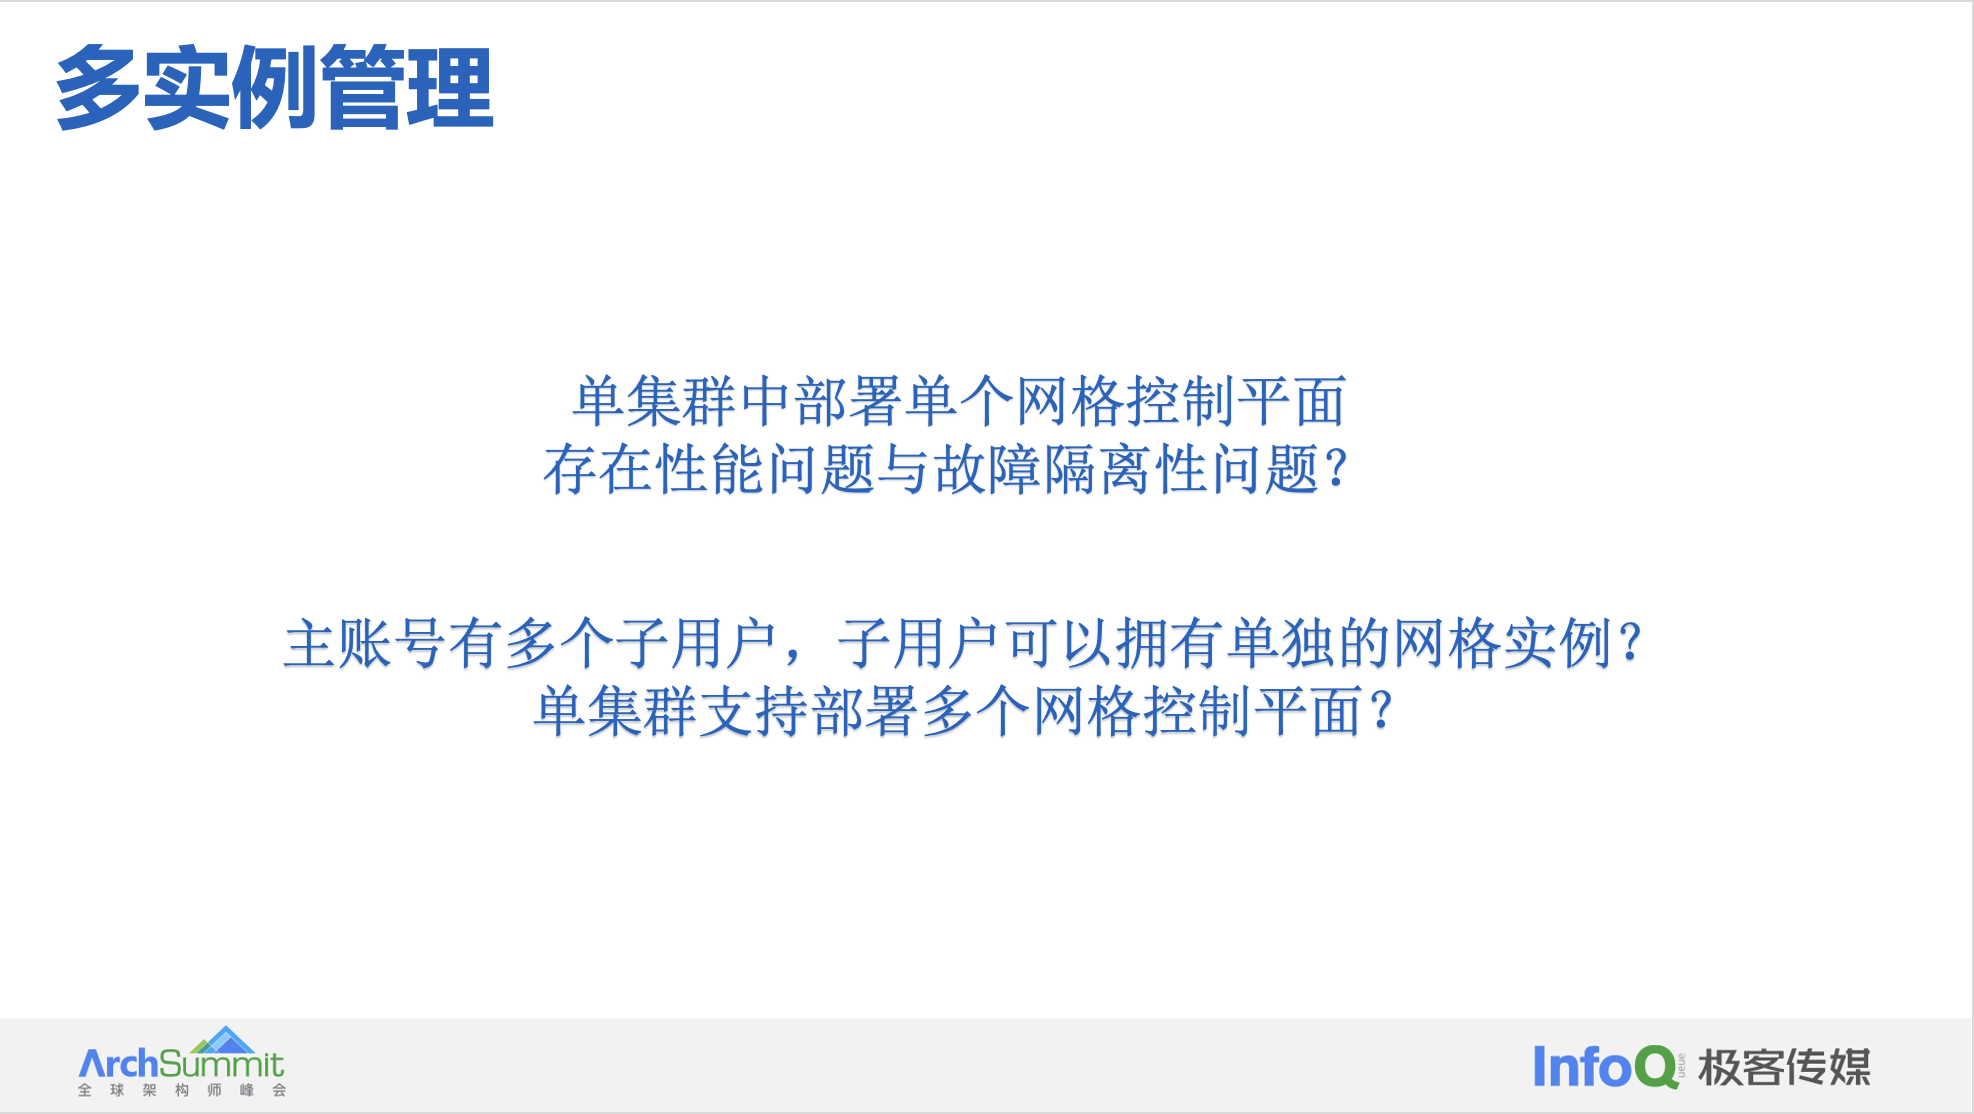 多实例管理
单集群中部署单个网格控制平面
存在性能问题与故障隔离性问题？
主账号有多个子用户，子用户可以拥有单独的网格实例？
单集群支持部署多个网格控制平面？
ArchSummit
全球架构师峰会
InfoQ ueue 极客传媒